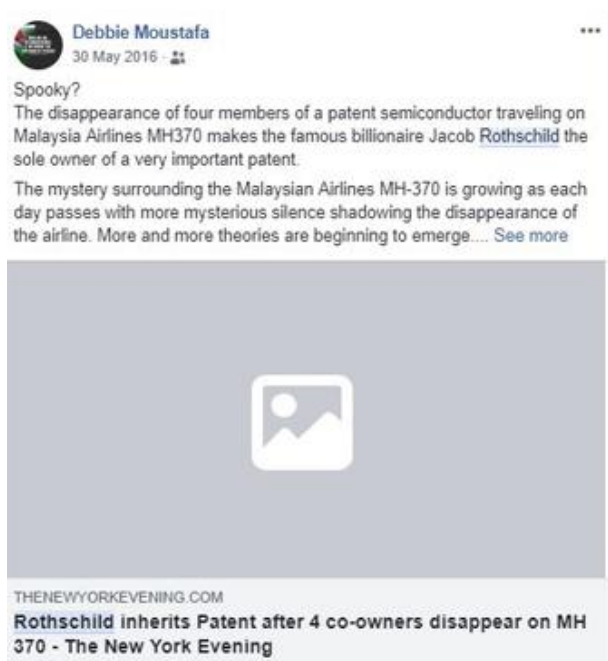 Debbie Moustafa
30 May 2016
Spooky?
The disappearance of four members of a patent semiconductor traveling on
Malaysia Airlines MH370 makes the famous billionaire Jacob Rothschild the
sole owner of a very important patent.
The mystery surrounding the Malaysian Airlines MH-370 is growing as each
day passes with more mysterious silence shadowing the disappearance of
the airline. More and more theories are beginning to emerge.... See more
THENEWYORKEVENING.COM
Rothschild inherits Patent after 4 co-owners disappear on MH
370 - The New York Evening